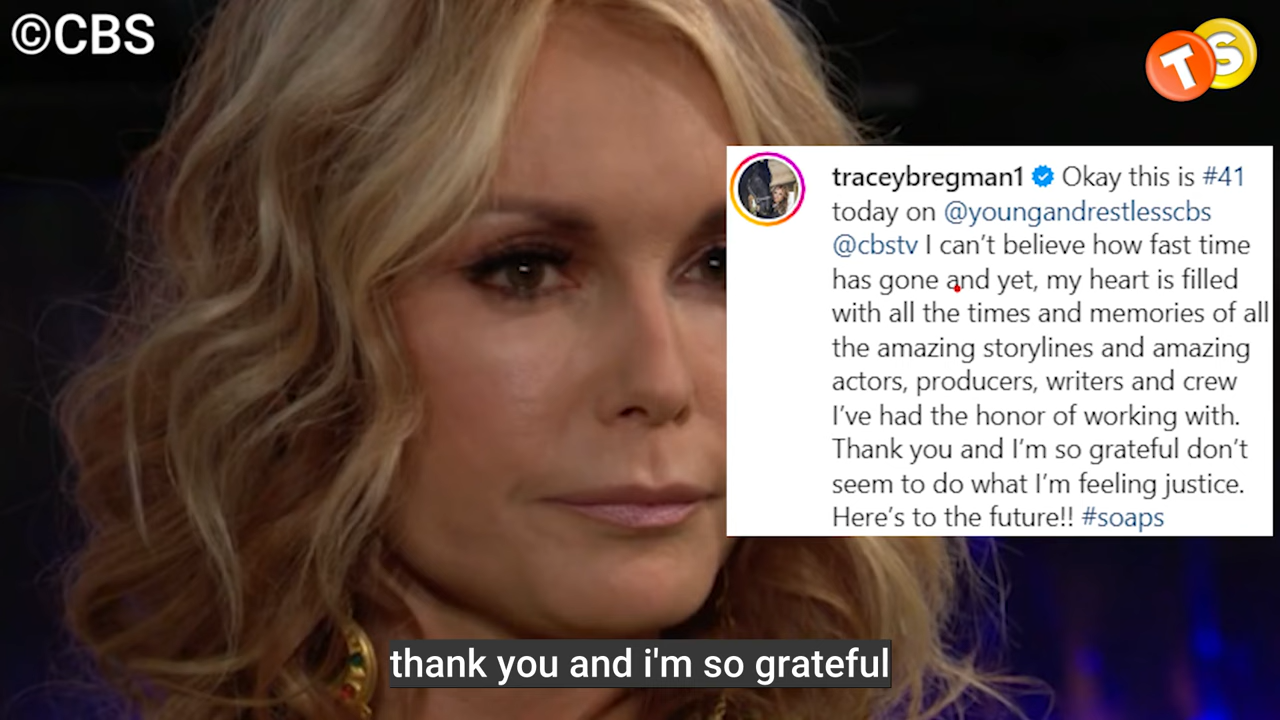 ©CBS
TS
traceybregman1 Okay this is #41
today on @youngandrestlesscbs
@cbstv I can’t believe how fast time
has gone and yet, my heart is filled
with all the times and memories of all
the amazing storylines and amazing
actors, producers, writers and crew
I’ve had the honor of working with.
Thank you and I’m so grateful don’t
seem to do what I’m feeling justice.
Here’s to the future!! #soaps
thank you and i'm so grateful